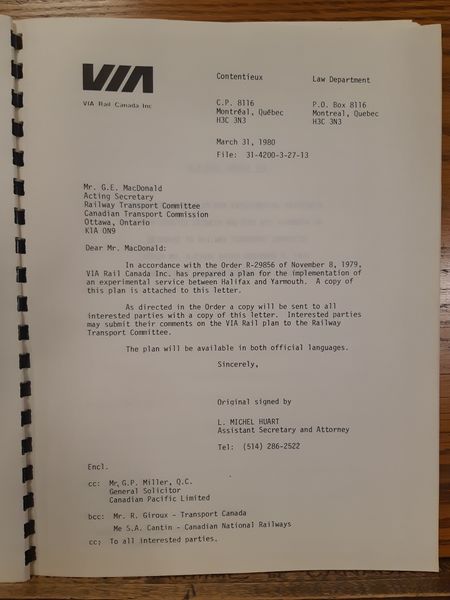 VIA
VIA Rail Canada Inc
Contentieux
Law Department
C.P. 8116
Montréal, Québec
H3C 3N3
P.O. Box 8116
Montreal, Quebec
H3C 3N3
March 31, 1980
File: 31-4200-3-27-13
Mr. G.E. MacDonald
Acting Secretary
Railway Transport Committee
Canadian Transport Commission
Ottawa, Ontario
K1A 0N9
Dear Mr. MacDonald:
In accordance with the Order R-29856 of November 8, 1979,
VIA Rail Canada Inc. has prepared a plan for the implementation of
an experimental service between Halifax and Yarmouth. A copy of
this plan is attached to this letter.
As directed in the Order a copy will be sent to all
interested parties with a copy of this letter. Interested parties
may submit their comments on the VIA Rail plan to the Railway
Transport Committee.
The plan will be available in both official languages.
Sincerely,
Original signed by
L. MICHEL HUART
Assistant Secretary and Attorney
Tel: (514) 286-2522
Encl.
cc: Mr. G.P. Miller, Q.C.
General Solicitor
Canadian Pacific Limited
bcc: Mr. R. Giroux - Transport Canada
Me S.A. Cantin - Canadian National Railways
cc: To all interested parties.